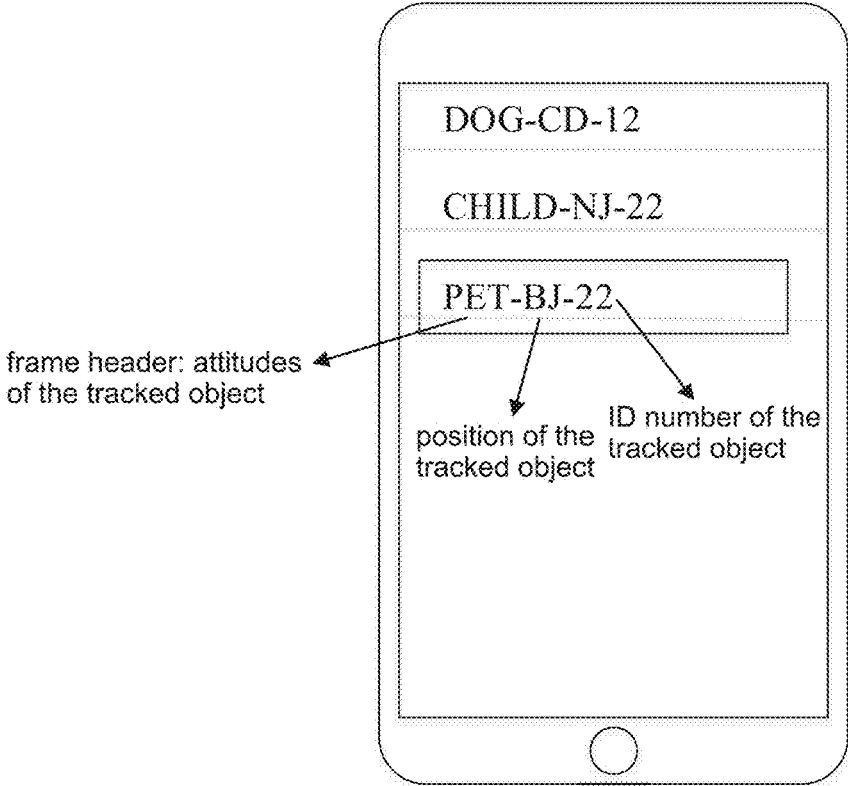 DOG-CD-12
CHILD-NJ-22
PET-BJ-22
frame header: attitudes
of the tracked object
position of the
tracked object
ID number of the
tracked object